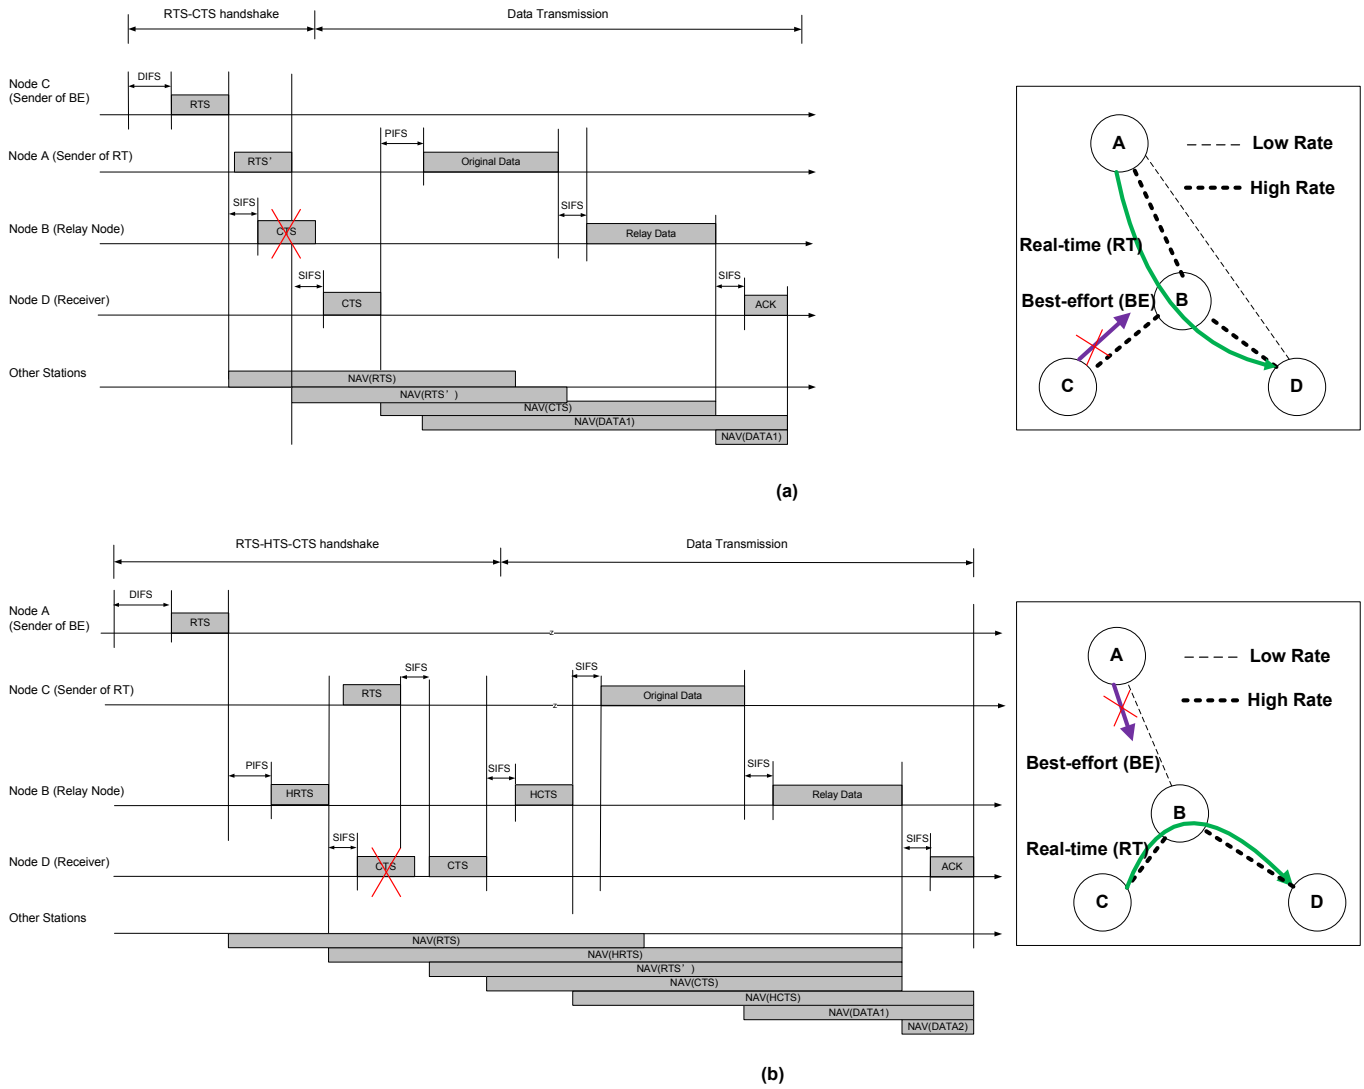 RTS-CTS handshake
Data Transmission
Node C
(Sender of BE)
DIFS
RTS
Node A (Sender of RT)
RTS'
PIFS
Original Data
Node B (Relay Node)
SIFS
CTS
SIFS
Relay Data
Node D (Receiver)
SIFS
CTS
SIFS
ACK
Other Stations
NAV(RTS)
NAV(RTS' )
NAV(CTS)
NAV(DATA1)
NAV(DATA1)
A
Low Rate
High Rate
Real-time (RT)
Best-effort (BE)
B
C
D
(a)
RTS-HTS-CTS handshake
Data Transmission
Node A
(Sender of BE)
DIFS
RTS
z
Node C (Sender of RT)
RTS
SIFS
z
SIFS
Original Data
Node B (Relay Node)
PIFS
HRTS
SIFS
HCTS
SIFS
Relay Data
Node D (Receiver)
SIFS
CTS
CTS
SIFS
ACK
Other Stations
NAV(RTS)
NAV(HRTS)
NAV(RTS' )
NAV(CTS)
NAV(HCTS)
NAV(DATA1)
NAV(DATA2)
A
Low Rate
High Rate
Best-effort (BE)
B
Real-time (RT)
C
D
(b)